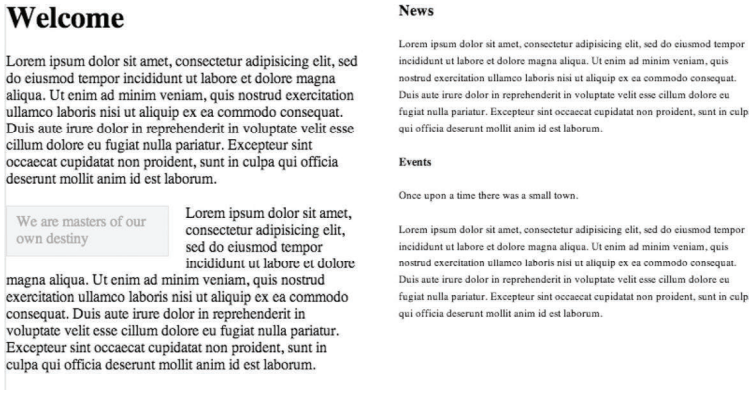 Welcome
Lorem ipsum dolor sit amet, consectetur adipisicing elit, sed
do eiusmod tempor incididunt ut labore et dolore magna
aliqua. Ut enim ad minim veniam, quis nostrud exercitation
ullamco laboris nisi ut aliquip ex ea commodo consequat.
Duis aute irure dolor in reprehenderit in voluptate velit esse
cillum dolore eu fugiat nulla pariatur. Excepteur sint
occaecat cupidatat non proident, sunt in culpa qui officia
deserunt mollit anim id est laborum.
We are masters of our
own destiny
Lorem ipsum dolor sit amet,
consectetur adipisicing elit,
sed do eiusmod tempor
incididunt ut labore et dolore
magna aliqua. Ut enim ad minim veniam, quis nostrud
exercitation ullamco laboris nisi ut aliquip ex ea commodo
consequat. Duis aute irure dolor in reprehenderit in
voluptate velit esse cillum dolore eu fugiat nulla pariatur.
Excepteur sint occaecat cupidatat non proident, sunt in
culpa qui officia deserunt mollit anim id est laborum.
News
Lorem ipsum dolor sit amet, consectetur adipisicing elit, sed do eiusmod tempor
incididunt ut labore et dolore magna aliqua. Ut enim ad minim veniam, quis
nostrud exercitation ullamco laboris nisi ut aliquip ex ea commodo consequat.
Duis aute irure dolor in reprehenderit in voluptate velit esse cillum dolore eu
fugiat nulla pariatur. Excepteur sint occaecat cupidatat non proident, sunt in culp
qui officia deserunt mollit anim id est laborum.
Events
Once upon a time there was a small town.
Lorem ipsum dolor sit amet, consectetur adipisicing elit, sed do eiusmod tempor
incididunt ut labore et dolore magna aliqua. Ut enim ad minim veniam, quis
nostrud exercitation ullamco laboris nisi ut aliquip ex ea commodo consequat.
Duis aute irure dolor in reprehenderit in voluptate velit esse cillum dolore eu
fugiat nulla pariatur. Excepteur sint occaecat cupidatat non proident, sunt in culp
qui officia deserunt mollit anim id est laborum.